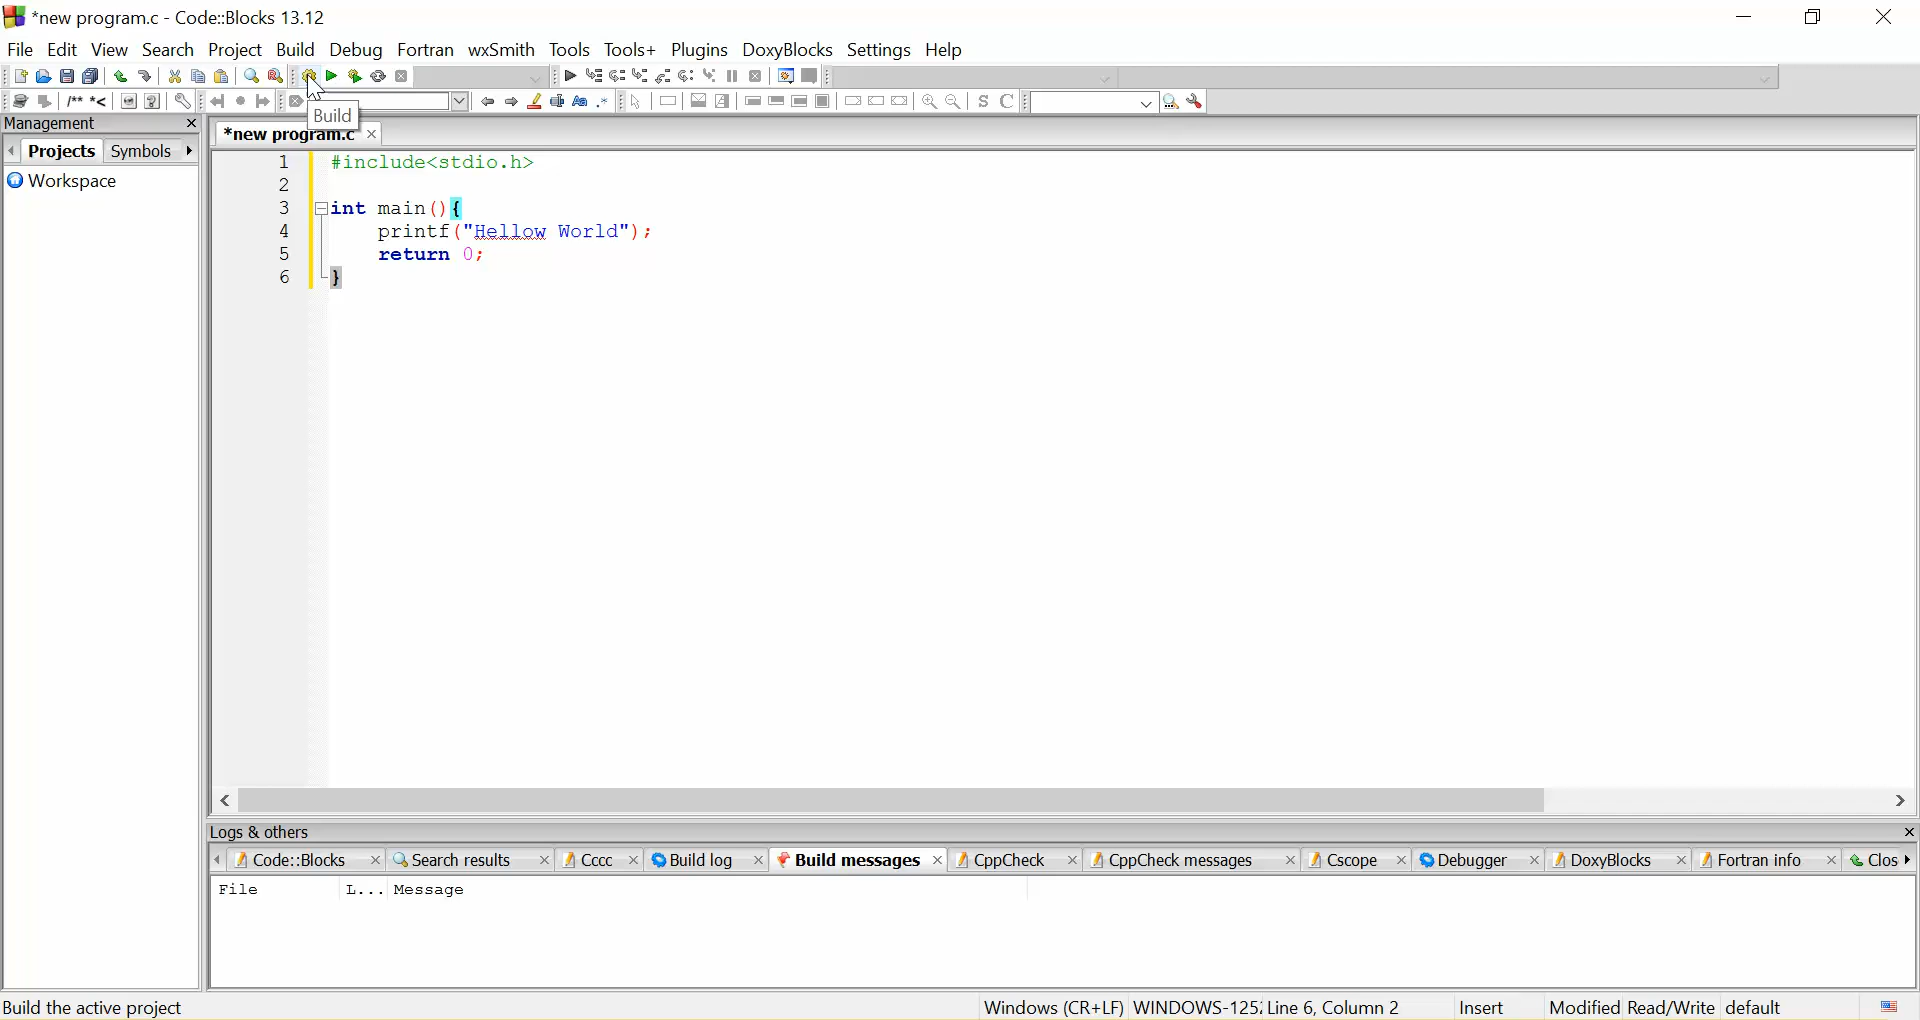 *new program.c - Code::Blocks 13.12
File Edit View Search Project Build Debug Fortran wxSmith Tools Tools+ Plugins DoxyBlocks Settings Help
/** *<
Aa .* S C
Build
Management
*new program.c
Projects Symbols
Workspace
1 #include<stdio.h>
2
3 int main(){
4 printf("Hellow World");
5 return 0;
6 }
Logs & others
Code::Blocks Search results Cccc Build log Build messages CppCheck CppCheck messages Cscope Debugger DoxyBlocks Fortran info Clos
File L... Message
Build the active project Windows (CR+LF) WINDOWS-125 Line 6, Column 2 Insert Modified Read/Write default